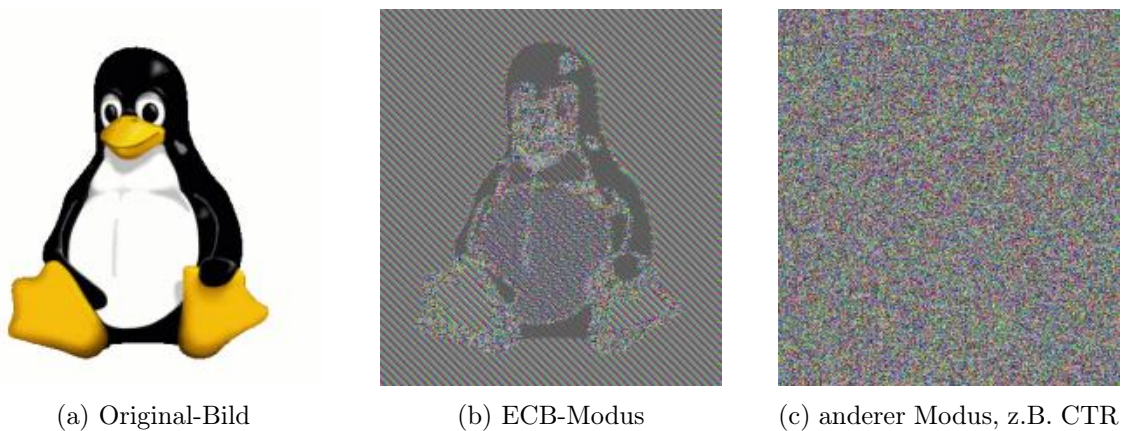 (a) Original-Bild
(b) ECB-Modus
(c) anderer Modus, z.B. CTR